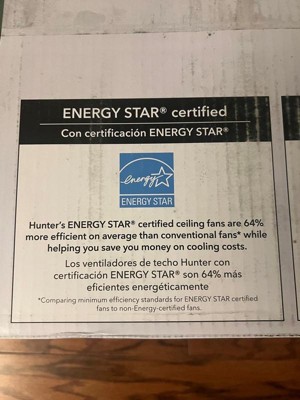 ENERGY STAR® certified
Con certificación ENERGY STAR®
energy
ENERGY STAR
Hunter's ENERGY STAR® certified ceiling fans are 64%
more efficient on average than conventional fans* while
helping you save you money on cooling costs.
Los ventiladores de techo Hunter con
certificación ENERGY STAR® son 64% más
eficientes energéticamente
*Comparing minimum efficiency standards for ENERGY STAR certified
fans to non-Energy-certified fans.